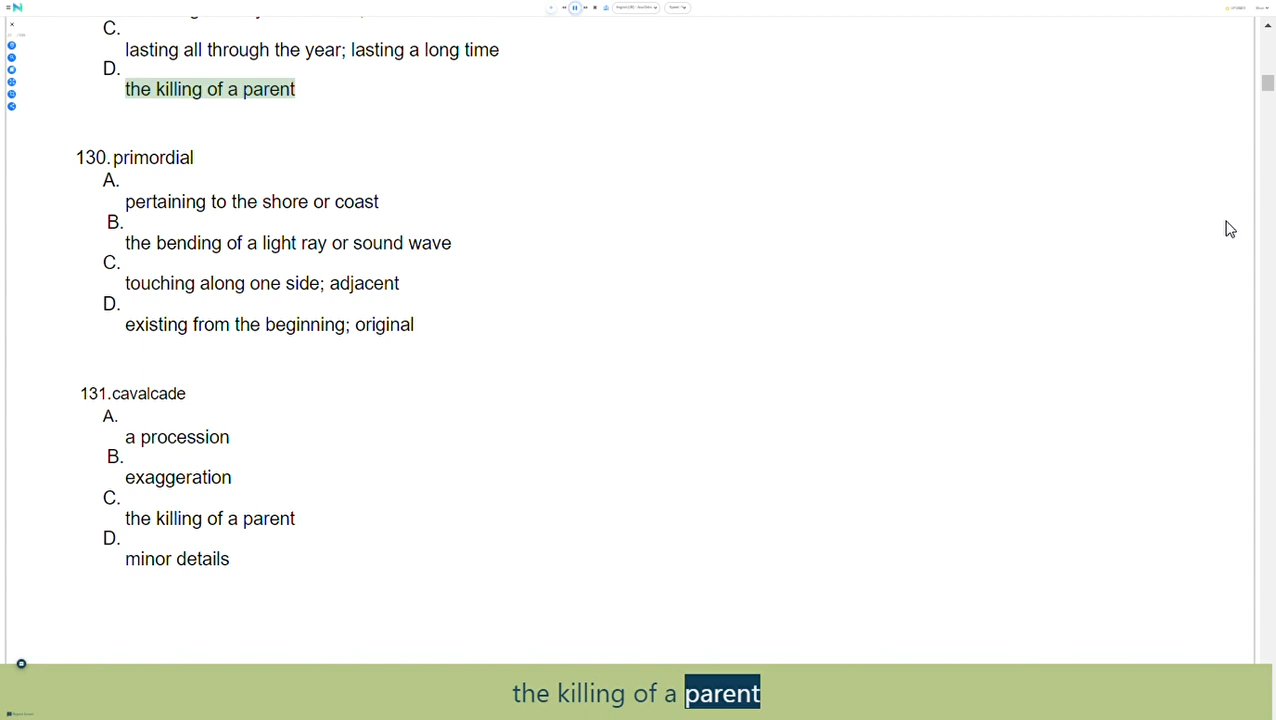 C.
lasting all through the year; lasting a long time
D.
the killing of a parent
130. primordial
A.
pertaining to the shore or coast
B.
the bending of a light ray or sound wave
C.
touching along one side; adjacent
D.
existing from the beginning; original
131.cavalcade
A.
a procession
B.
exaggeration
C.
the killing of a parent
D.
minor details
the killing of a parent